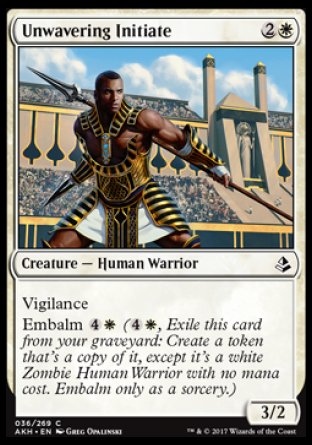 Unwavering Initiate 2
Creature — Human Warrior
Vigilance
Embalm 4 (4, Exile this card
from your graveyard: Create a token
that's a copy of it, except it's a white
Zombie Human Warrior with no mana
cost. Embalm only as a sorcery.)
3/2
036/269 C
AKH • EN Greg Opalinski
™ & © 2017 Wizards of the Coast